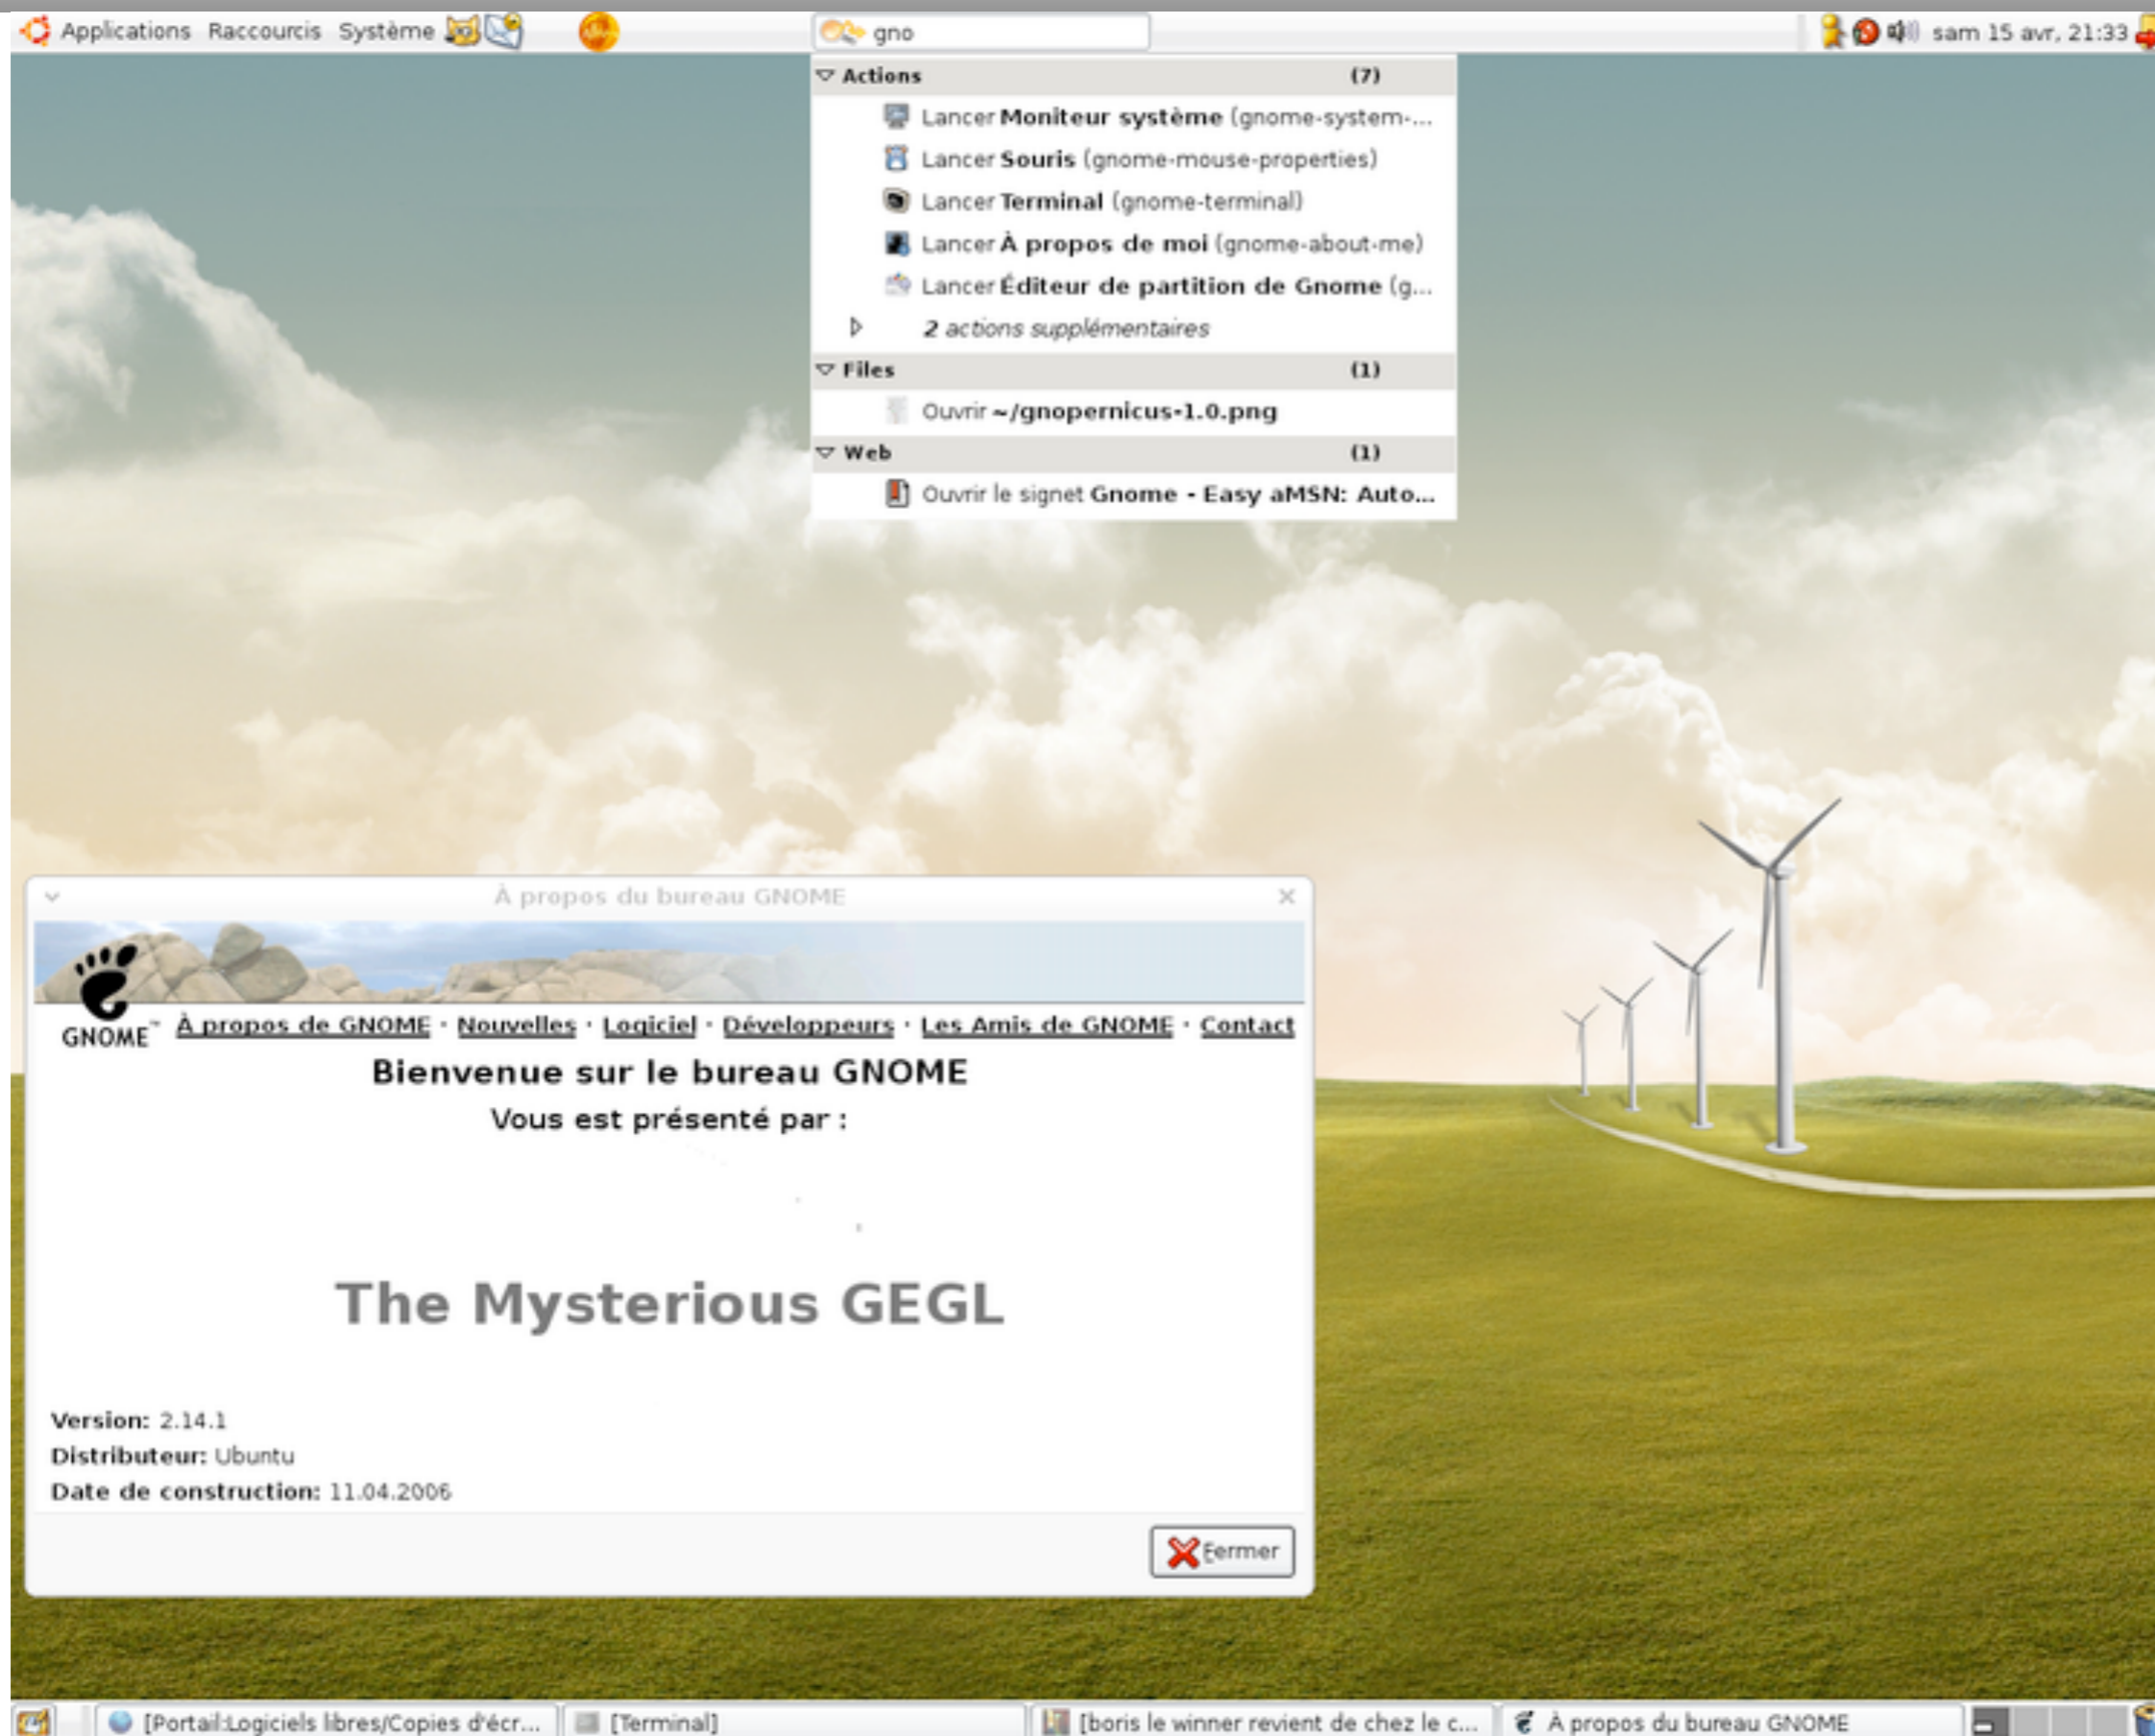 Applications Raccourcis Système
gno
sam 15 avr, 21:33
Actions (7)
Lancer Moniteur système (gnome-system-...
Lancer Souris (gnome-mouse-properties)
Lancer Terminal (gnome-terminal)
Lancer À propos de moi (gnome-about-me)
Lancer Éditeur de partition de Gnome (g...
2 actions supplémentaires
Files (1)
Ouvrir ~/gnopernicus-1.0.png
Web (1)
Ouvrir le signet Gnome - Easy aMSN: Auto...
À propos du bureau GNOME
GNOME™
À propos de GNOME · Nouvelles · Logiciel · Développeurs · Les Amis de GNOME · Contact
Bienvenue sur le bureau GNOME
Vous est présenté par :
The Mysterious GEGL
Version: 2.14.1
Distributeur: Ubuntu
Date de construction: 11.04.2006
Fermer
[Portail:Logiciels libres/Copies d'écr...
[Terminal]
[boris le winner revient de chez le c...
À propos du bureau GNOME